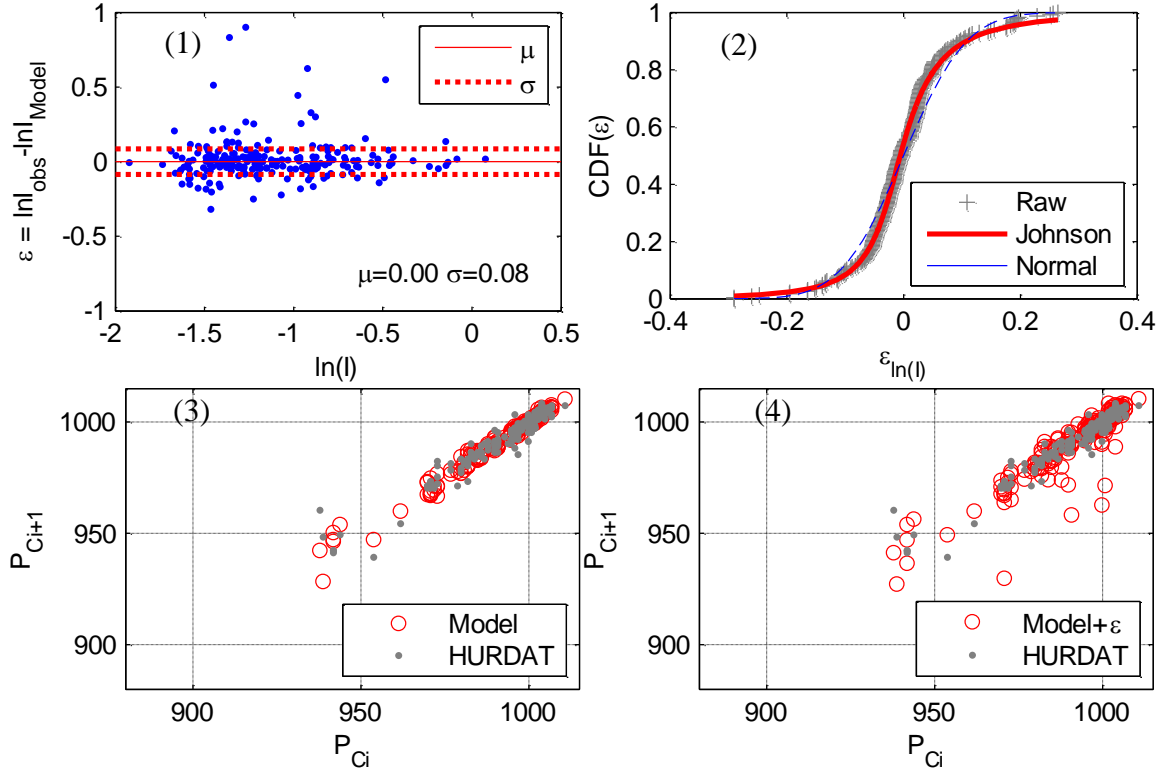 (1)
1
0.5
0
-0.5
-1
-2
-1.5
-1
-0.5
0
0.5
ε = lnI_obs -lnI_Model
ln(I)
μ
σ
μ=0.00 σ=0.08
(2)
1
0.8
0.6
0.4
0.2
0
-0.4
-0.2
0
0.2
0.4
CDF(ε)
ε_ln(I)
Raw
Johnson
Normal
(3)
1000
950
900
900
950
1000
P_Ci+1
P_Ci
Model
HURDAT
(4)
1000
950
900
900
950
1000
P_Ci+1
P_Ci
Model+ε
HURDAT